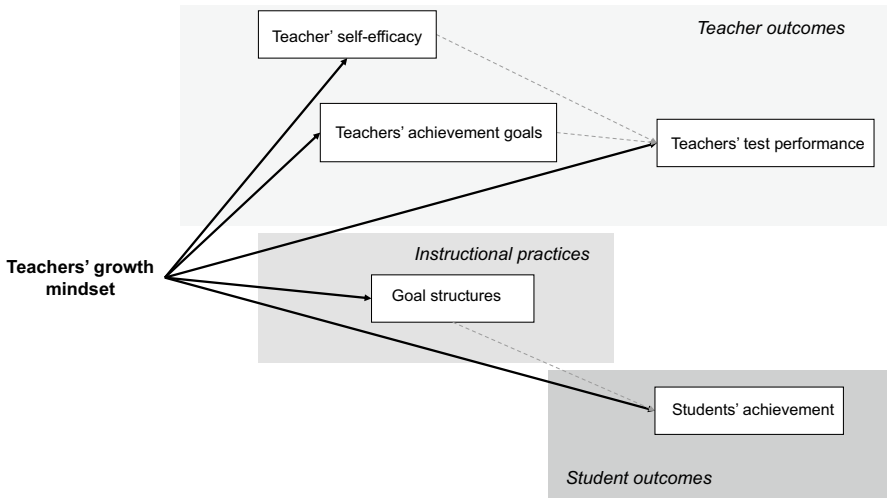 Teacher outcomes
Teacher’ self-efficacy
Teachers’ achievement goals
Teachers’ test performance
Teachers’ growth
mindset
Instructional practices
Goal structures
Students’ achievement
Student outcomes